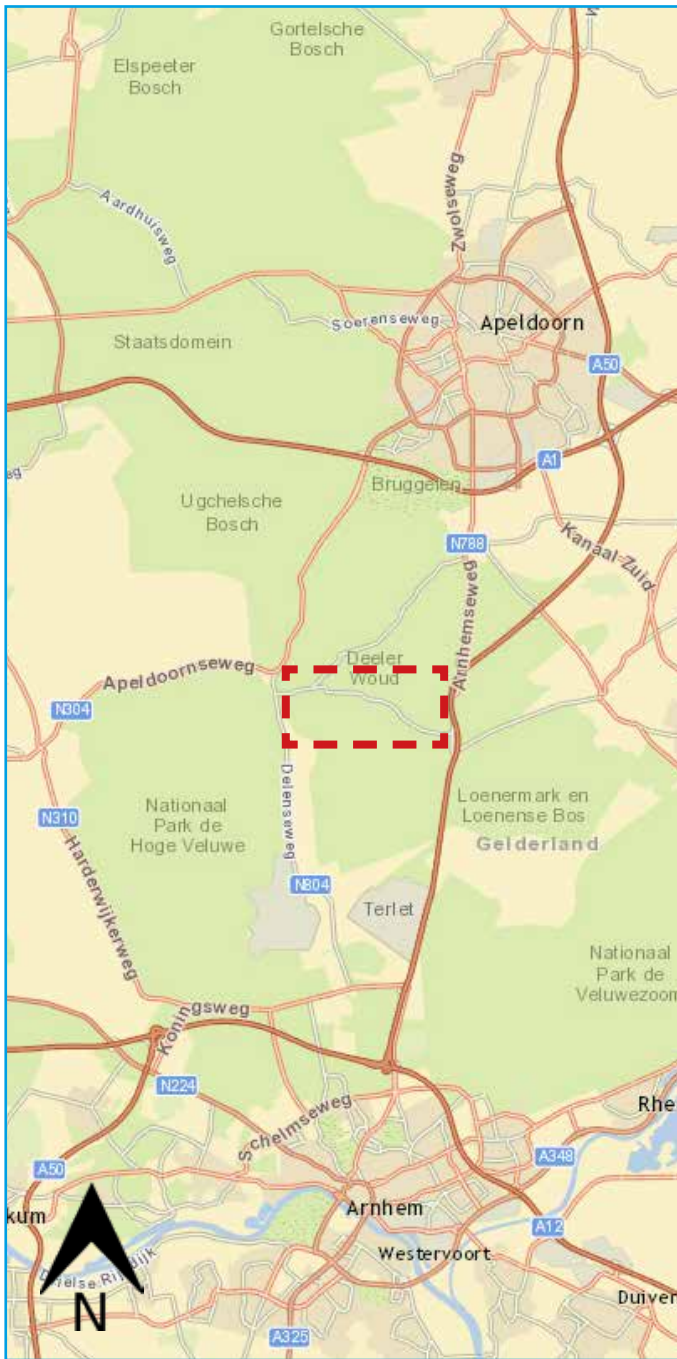 Gortelsche
Bosch
Elspeeter
Bosch
Zwolseweg
Aardhuisweg
Soerenseweg
Apeldoorn
Staatsdomein
A50
A1
Bruggelen
Ugchelsche
Bosch
N788
Kanaal Zuid
Arnhemseweg
Deeler
Woud
Apeldoornseweg
N304
Delenseweg
Nationaal
Park de
Hoge Veluwe
Loenermark en
Loenense Bos
N310
Gelderland
Harderwijkerweg
N804
Terlet
Nationaal
Park de
Veluwezoom
Koningsweg
N224
Schelmseweg
Rhe
A348
A50
Arnhem
kum
A12
Westervoort
Duiven
N
A325